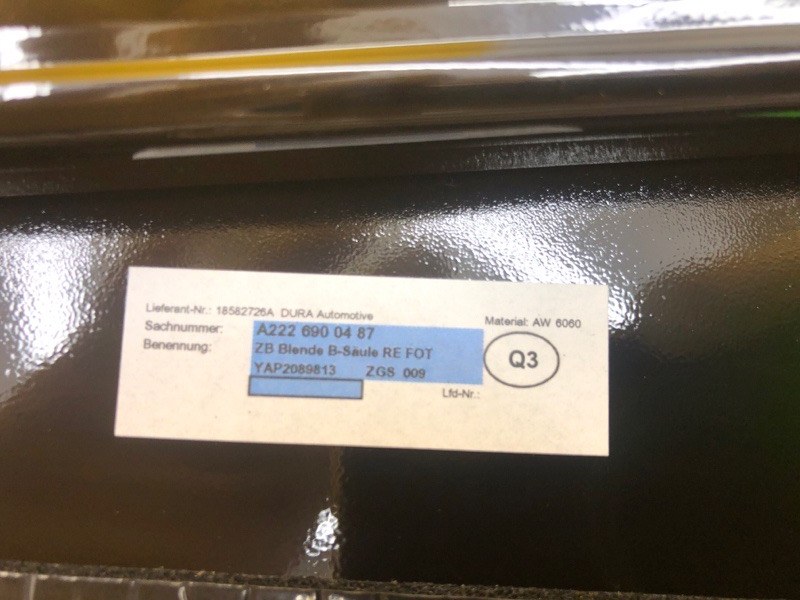 Lieferant-Nr.: 18582726A DURA Automotive
Material: AW 6060
Sachnummer: A222 690 04 87
Benennung: ZB Blende B-Säule RE FOT
Q3
YAP2089813 ZGS 009
Lfd-Nr.: